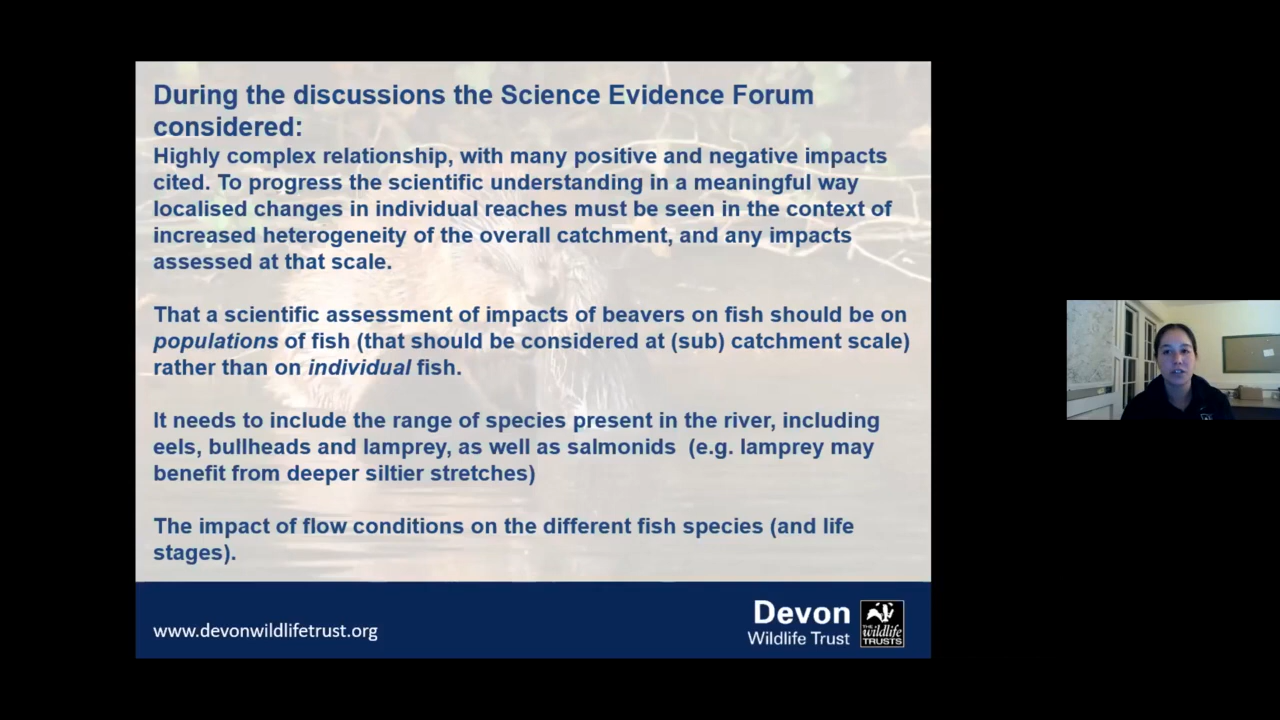 During the discussions the Science Evidence Forum
considered:
Highly complex relationship, with many positive and negative impacts
cited. To progress the scientific understanding in a meaningful way
localised changes in individual reaches must be seen in the context of
increased heterogeneity of the overall catchment, and any impacts
assessed at that scale.
That a scientific assessment of impacts of beavers on fish should be on
populations of fish (that should be considered at (sub) catchment scale)
rather than on individual fish.
It needs to include the range of species present in the river, including
eels, bullheads and lamprey, as well as salmonids (e.g. lamprey may
benefit from deeper siltier stretches)
The impact of flow conditions on the different fish species (and life
stages).
www.devonwildlifetrust.org
Devon
Wildlife Trust
THE
wildlife
TRUSTS